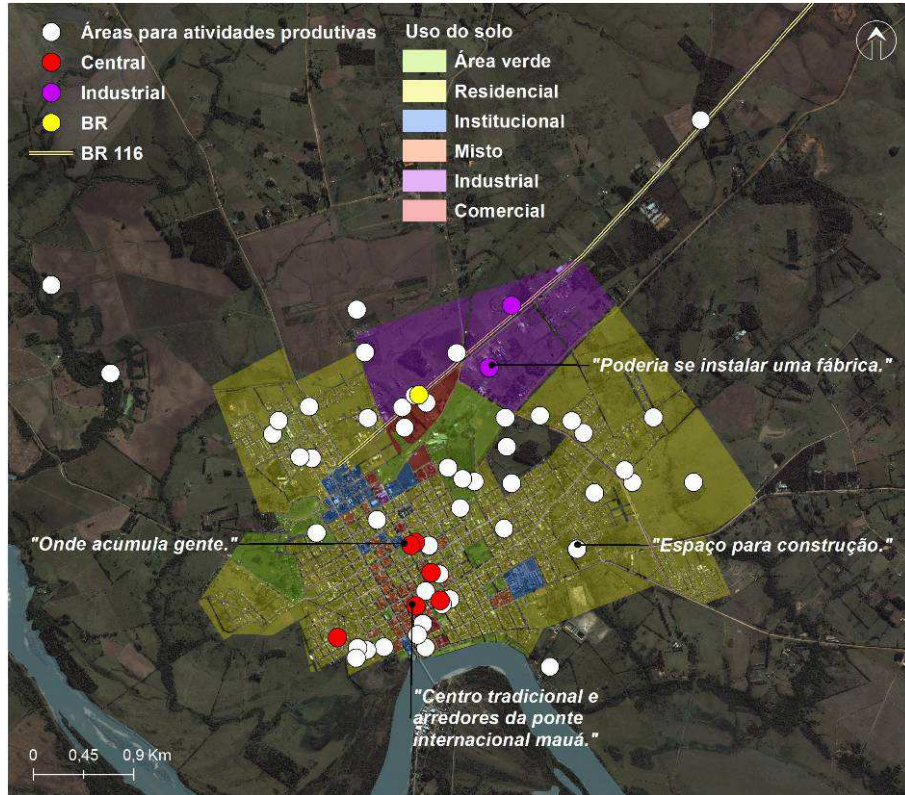 Áreas para atividades produtivas
Central
Industrial
BR
BR 116
Uso do solo
Área verde
Residencial
Institucional
Misto
Industrial
Comercial
"Poderia se instalar uma fábrica."
"Onde acumula gente."
"Espaço para construção."
"Centro tradicional e
arredores da ponte
internacional mauá."
0 0,45 0,9 Km